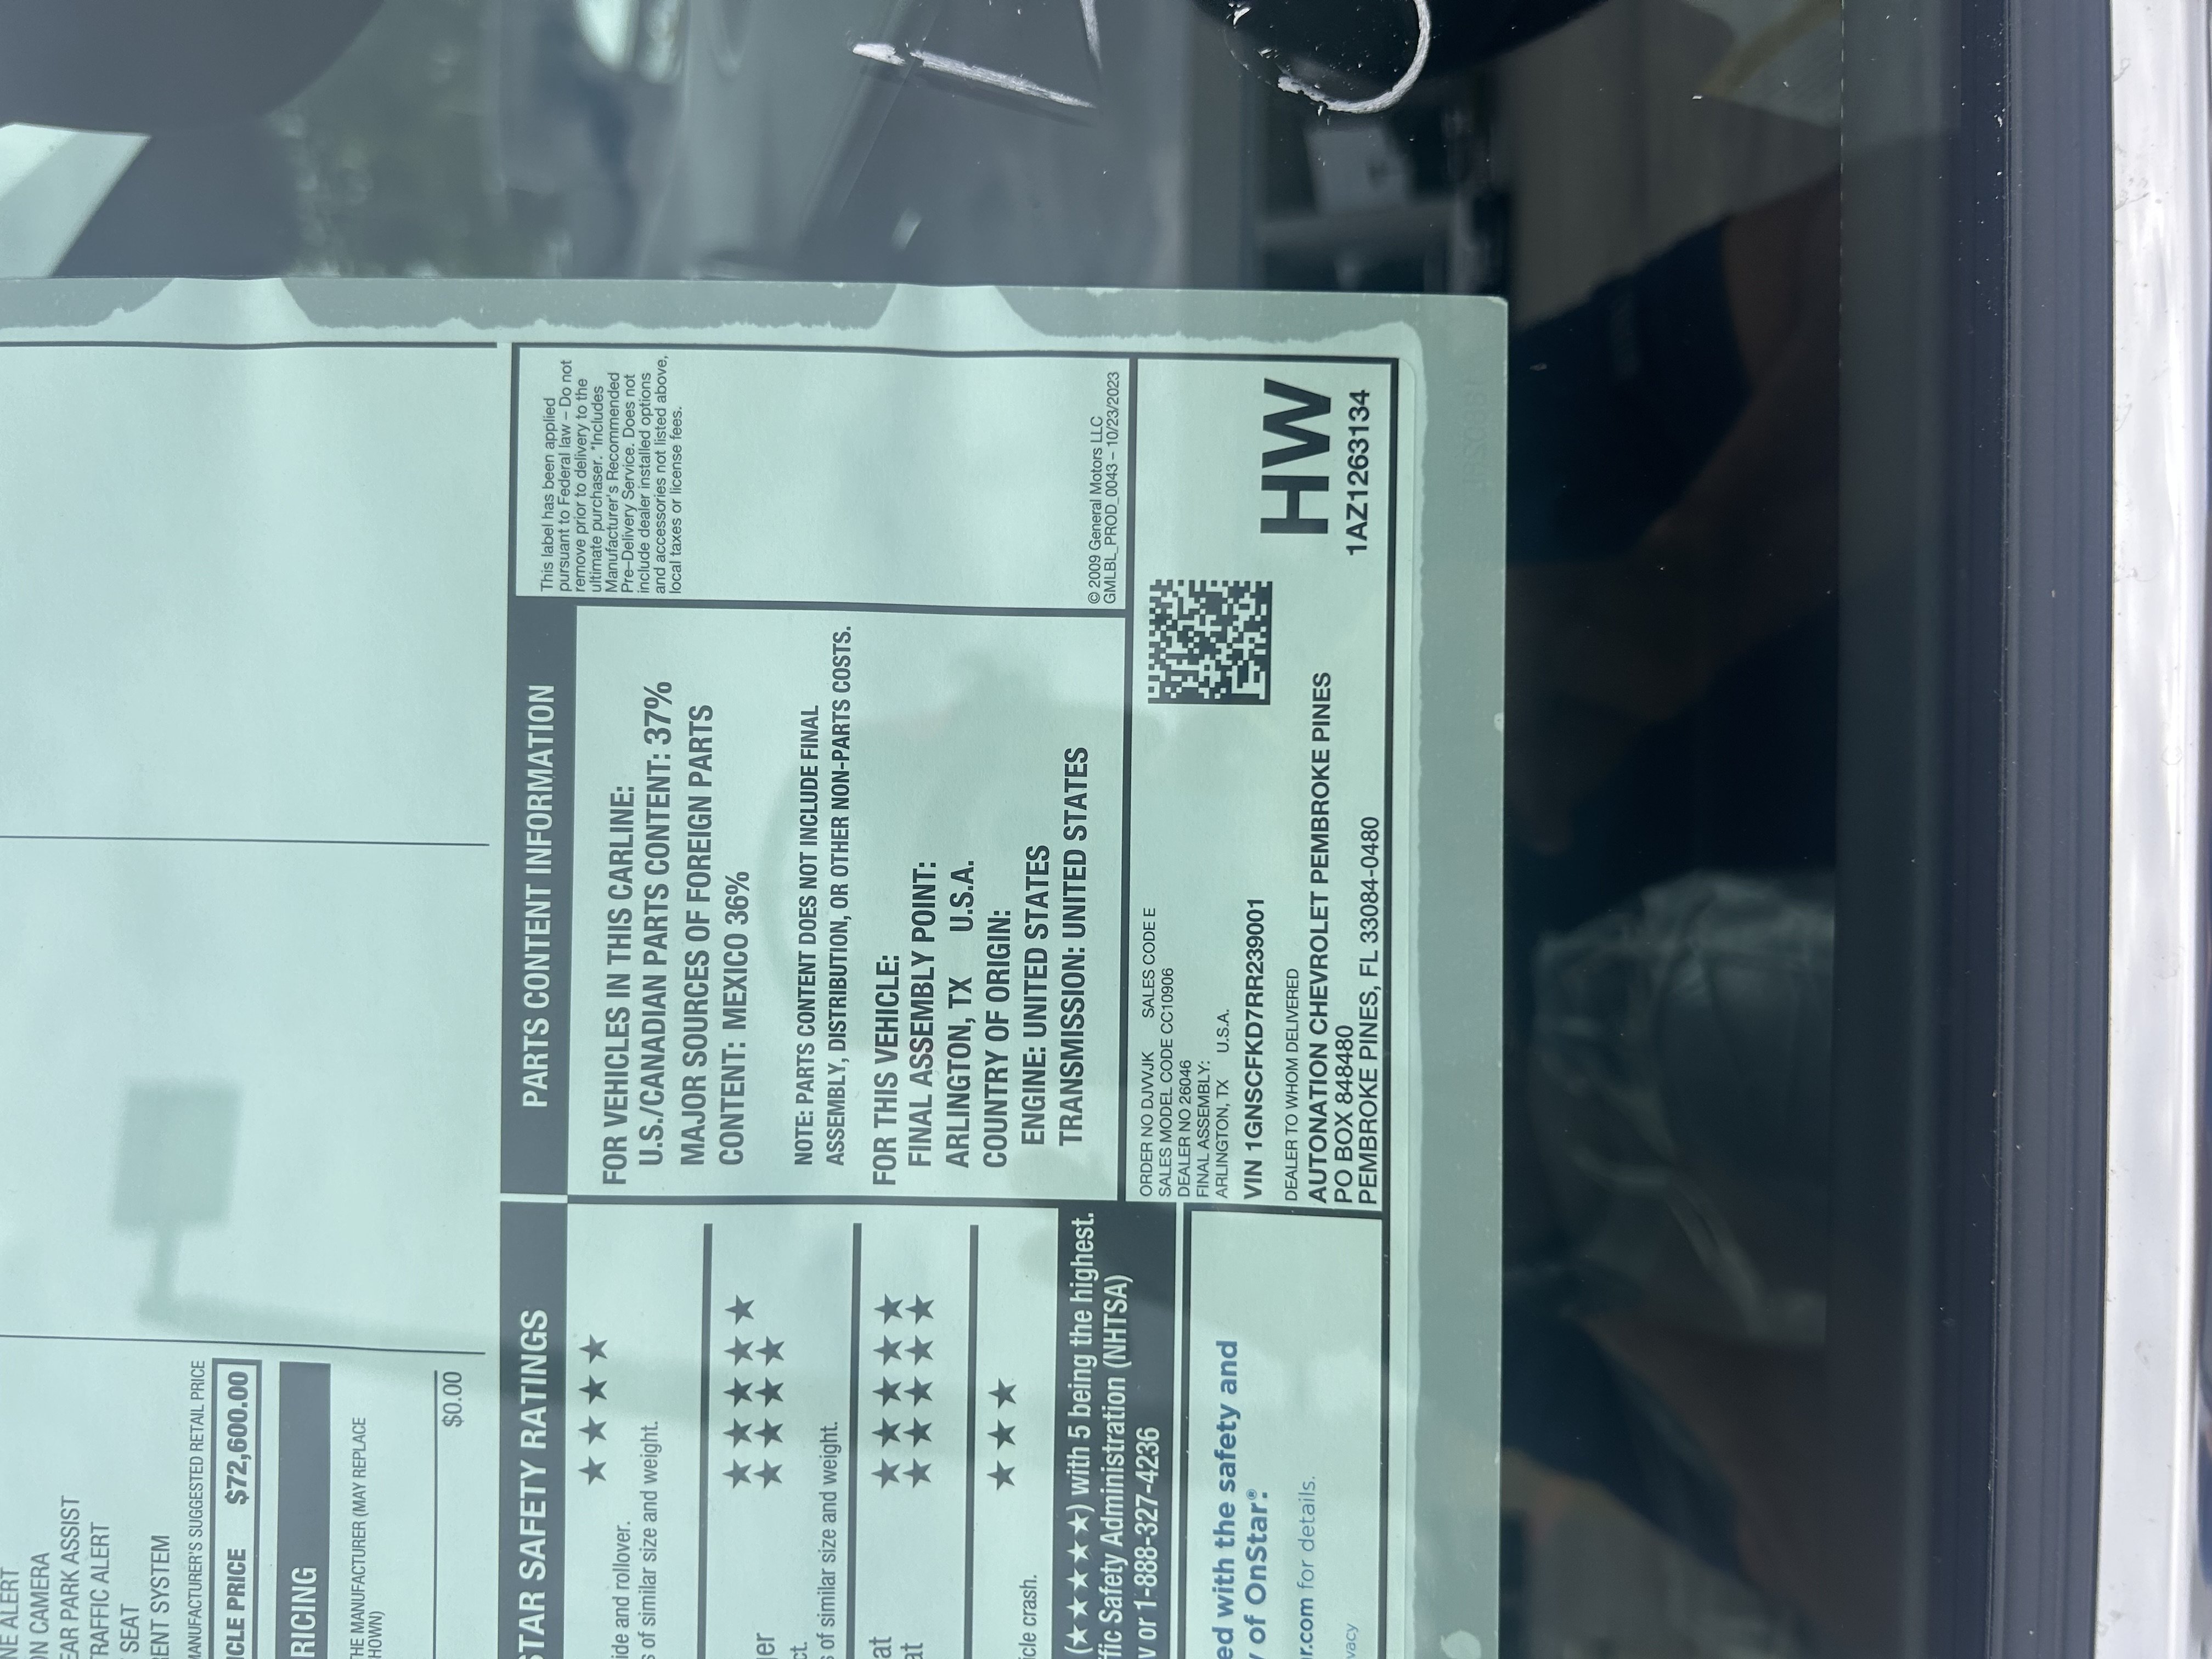 NE ALERT
ON CAMERA
EAR PARK ASSIST
TRAFFIC ALERT
SEAT
ENT SYSTEM
MANUFACTURER'S SUGGESTED RETAIL PRICE
ICLE PRICE $72,600.00
RICING
THE MANUFACTURER (MAY REPLACE
HOWN)
$0.00
STAR SAFETY RATINGS
★★★★
ide and rollover.
s of similar size and weight.
★★★★★
ger ★★★★
ct.
s of similar size and weight.
at ★★★★★
at ★★★★★
★★★
icle crash.
(★★★★★) with 5 being the highest.
ffic Safety Administration (NHTSA)
v or 1-888-327-4236
ed with the safety and
y of OnStar®.
r.com for details.
vacy
PARTS CONTENT INFORMATION
FOR VEHICLES IN THIS CARLINE:
U.S./CANADIAN PARTS CONTENT: 37%
MAJOR SOURCES OF FOREIGN PARTS
CONTENT: MEXICO 36%
NOTE: PARTS CONTENT DOES NOT INCLUDE FINAL
ASSEMBLY, DISTRIBUTION, OR OTHER NON-PARTS COSTS.
FOR THIS VEHICLE:
FINAL ASSEMBLY POINT:
ARLINGTON, TX U.S.A.
COUNTRY OF ORIGIN:
ENGINE: UNITED STATES
TRANSMISSION: UNITED STATES
This label has been applied
pursuant to Federal law – Do not
remove prior to delivery to the
ultimate purchaser. *Includes
Manufacturer's Recommended
Pre–Delivery Service. Does not
include dealer installed options
and accessories not listed above,
local taxes or license fees.
© 2009 General Motors LLC
GMLBL_PROD_0043 – 10/23/2023
ORDER NO DJVVJK SALES CODE E
SALES MODEL CODE CC10906
DEALER NO 26046
FINAL ASSEMBLY:
ARLINGTON, TX U.S.A.
VIN 1GNSCFKD7RR239001
DEALER TO WHOM DELIVERED
AUTONATION CHEVROLET PEMBROKE PINES
PO BOX 848480
PEMBROKE PINES, FL 33084-0480
HW
1AZ1263134